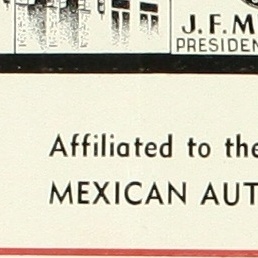 J.F.M
PRESIDEN
Affiliated to the
MEXICAN AUT